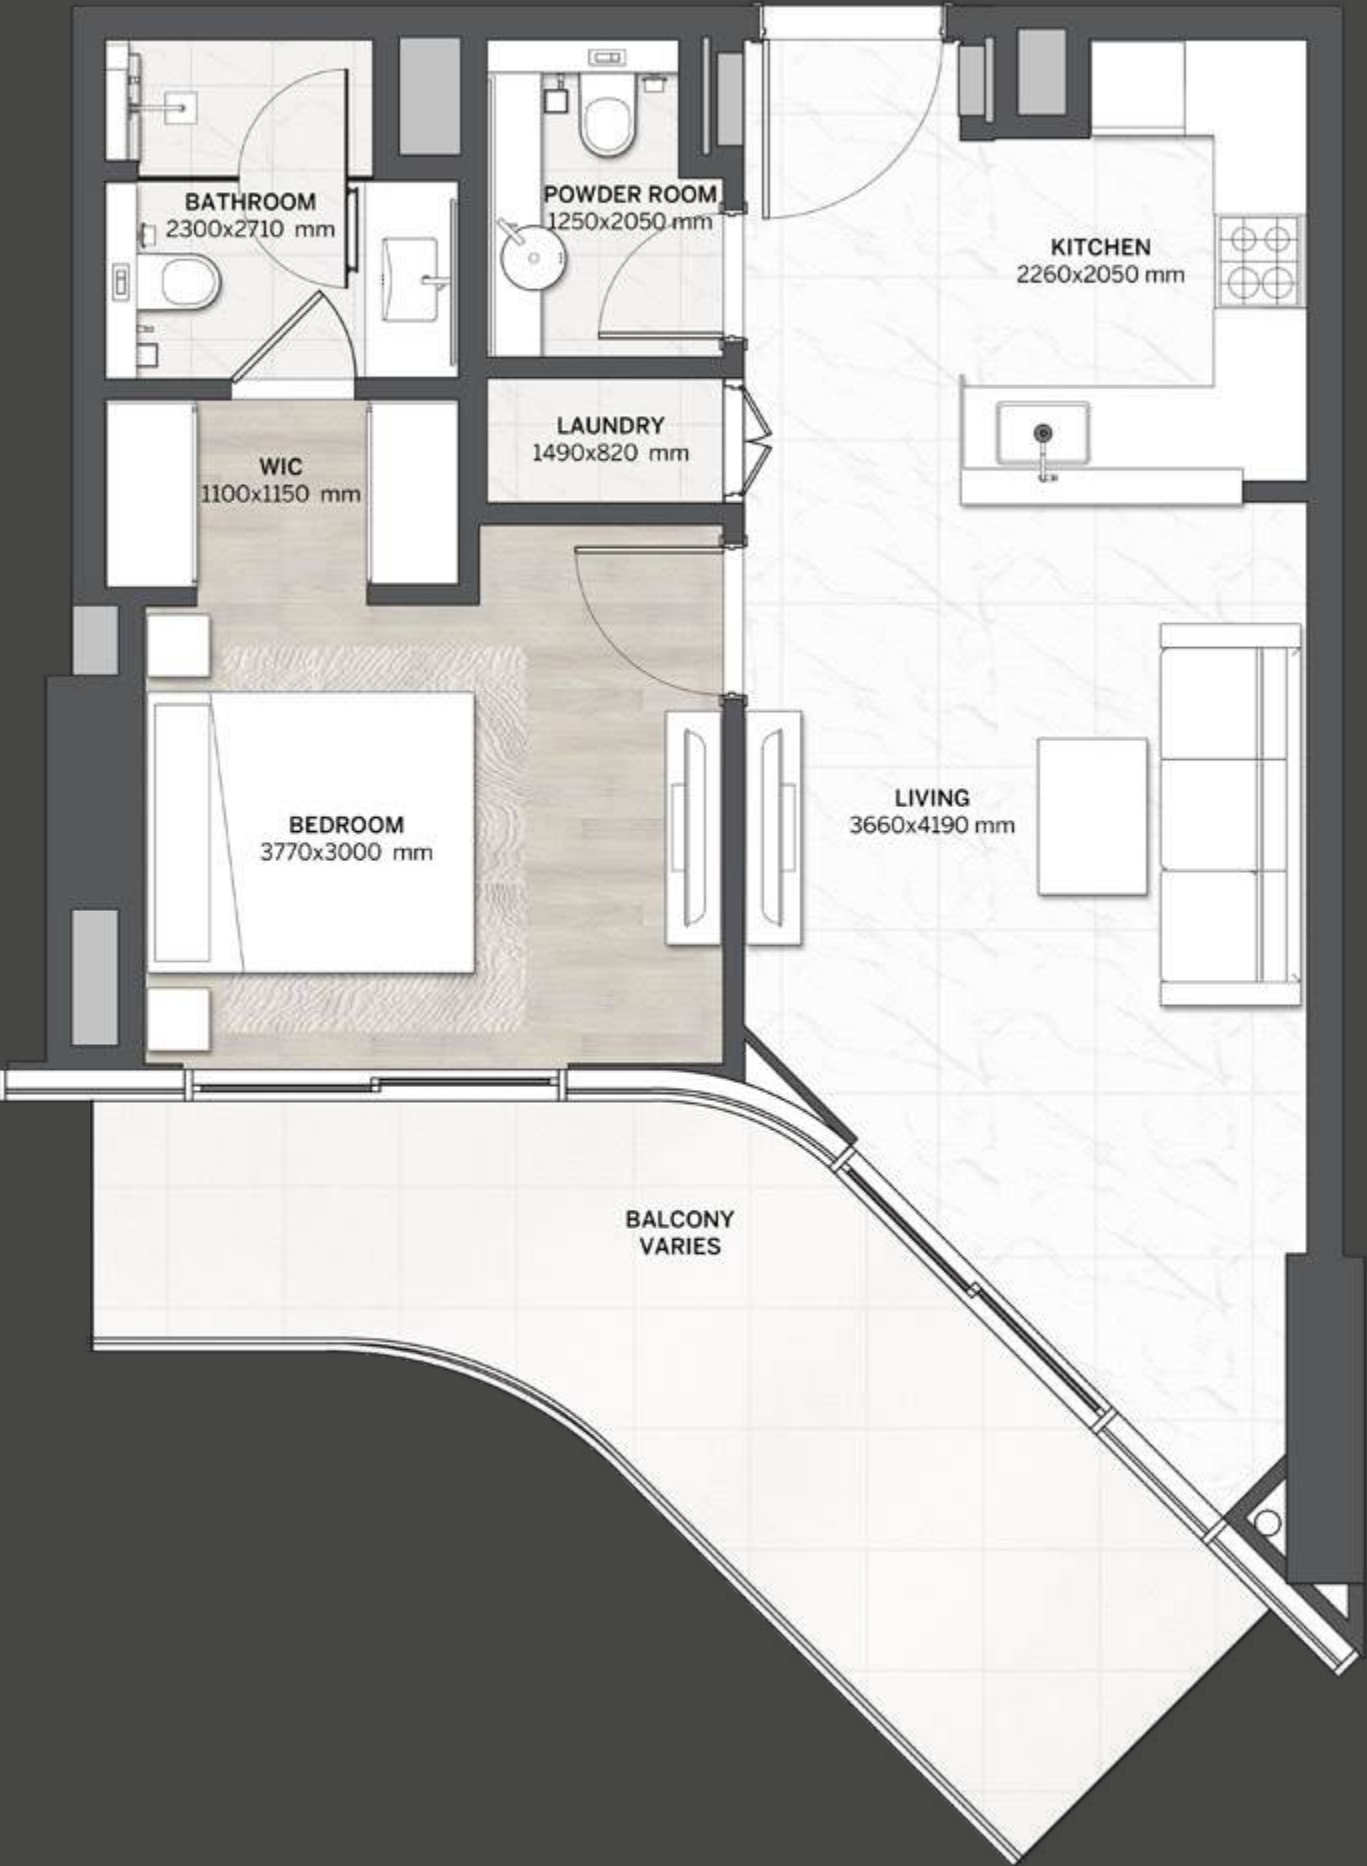 BATHROOM
2300x2710 mm
POWDER ROOM
1250x2050 mm
KITCHEN
2260x2050 mm
LAUNDRY
1490x820 mm
WIC
1100x1150 mm
BEDROOM
3770x3000 mm
LIVING
3660x4190 mm
BALCONY
VARIES